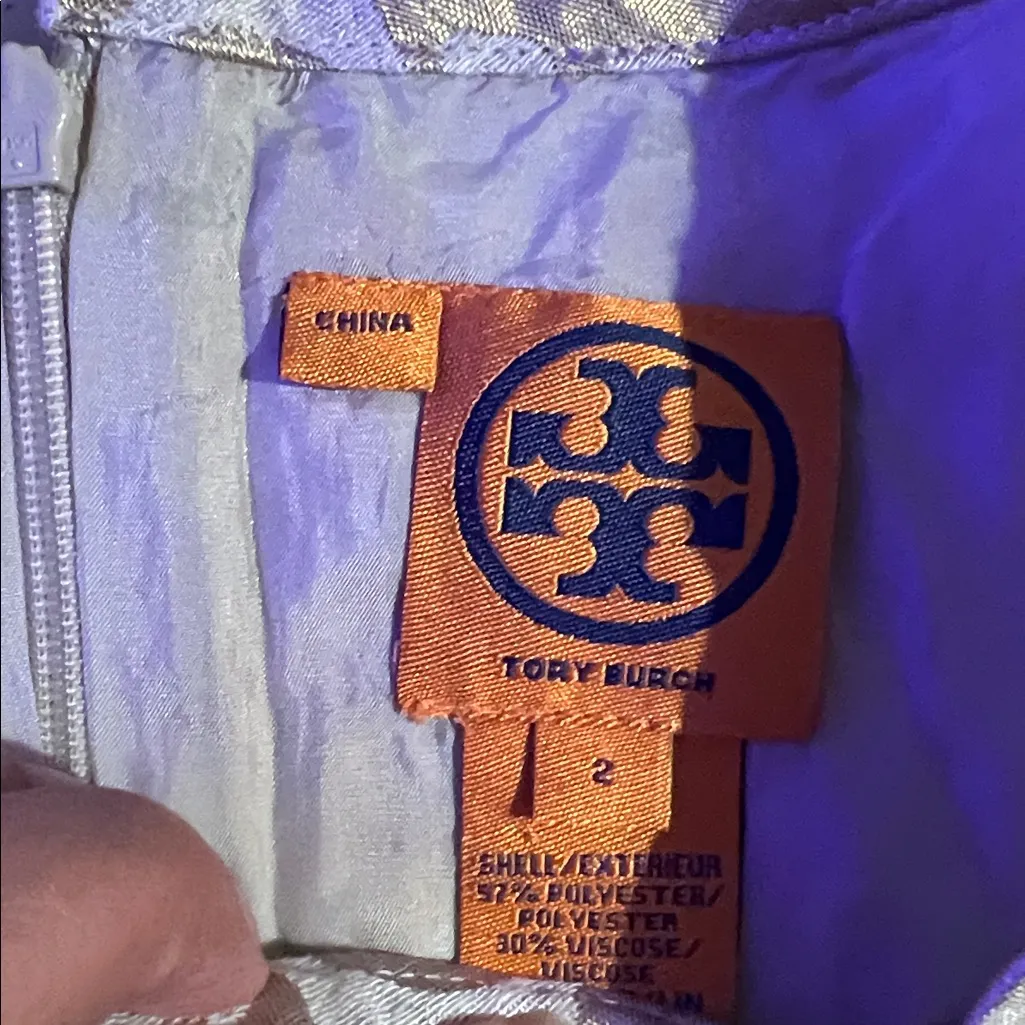 CHINA
TORY BURCH
2
SHELL/EXTERIEUR
57% POLYESTER/
POLYESTER
30% VISCOSE/
VISCOSE